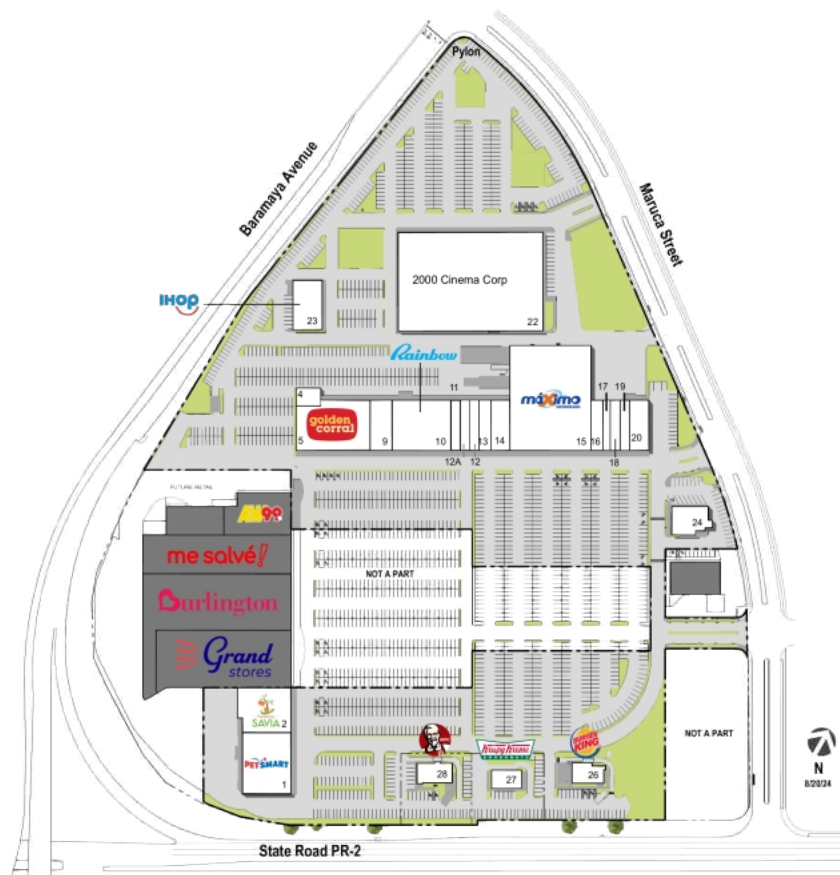 Pylon
Baramaya Avenue
Maruca Street
2000 Cinema Corp
22
IHOP
23
Rainbow
máximo
4
golden
corral
5
9
10
11
12A
12
13
14
15
16
17
18
19
20
FUTURE RETAIL
AM99
me salvé!
Burlington
Grand
stores
NOT A PART
24
NOT A PART
SAVIA 2
PETSMART
1
KFC
28
Krispy Kreme
DOUGHNUTS
27
BURGER
KING
26
N
8/20/24
State Road PR-2